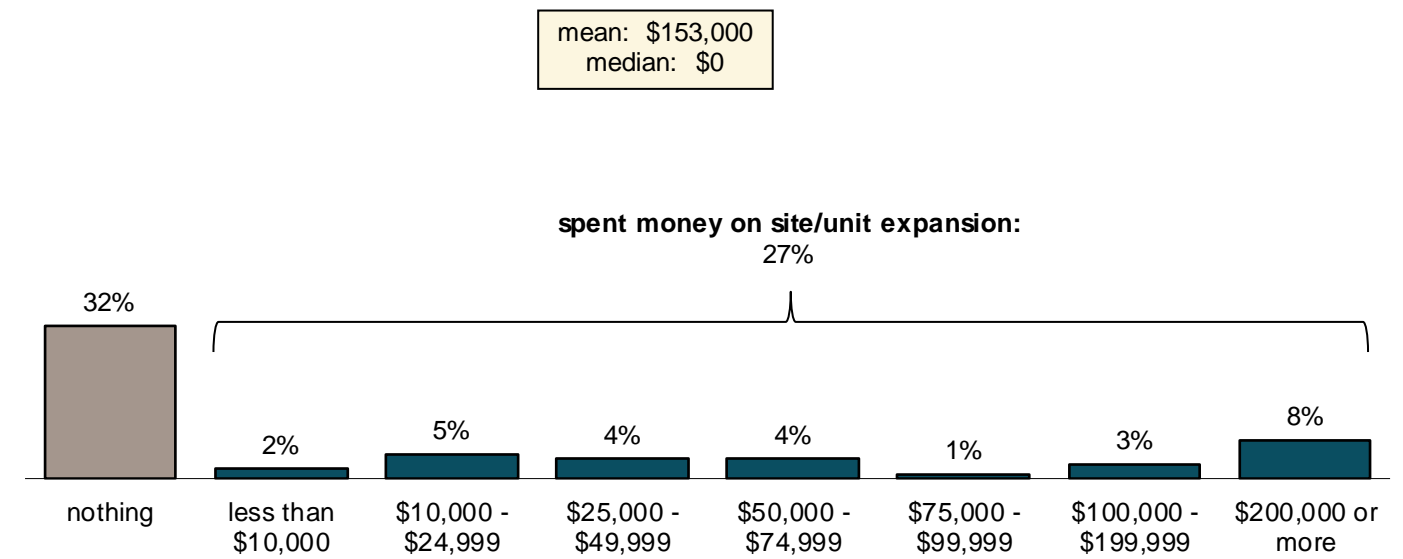 mean: $153,000
median: $0
spent money on site/unit expansion:
27%
32%
2%
5%
4%
4%
1%
3%
8%
nothing
less than
$10,000
$10,000 -
$24,999
$25,000 -
$49,999
$50,000 -
$74,999
$75,000 -
$99,999
$100,000 -
$199,999
$200,000 or
more